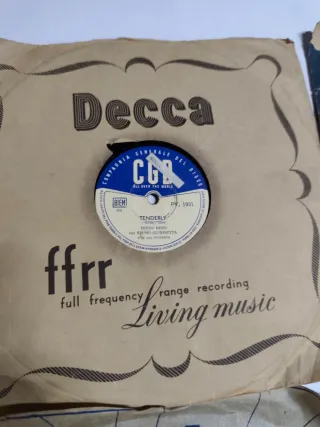 Decca
COMPAGNIA GENERALE DEL DISCO
CGD
ALL OVER THE WORLD
BIEM
TENDERLY
ffrr
full frequency range recording
Living music